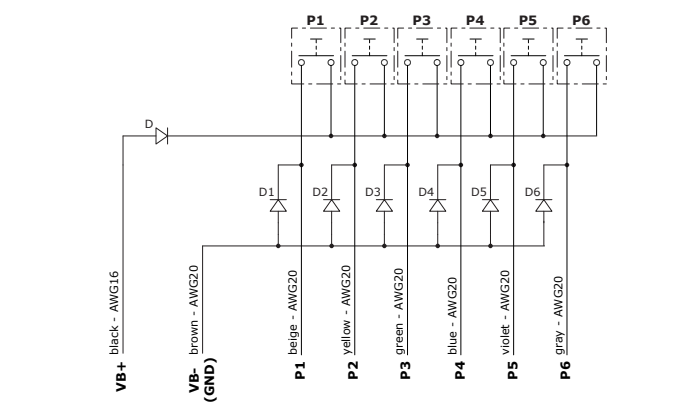 P1 P2 P3 P4 P5 P6
D
D1 D2 D3 D4 D5 D6
black - AWG16
VB+
brown - AWG20
VB-
(GND)
beige - AWG20
P1
yellow - AWG20
P2
green - AWG20
P3
blue - AWG20
P4
violet - AWG20
P5
gray - AWG20
P6